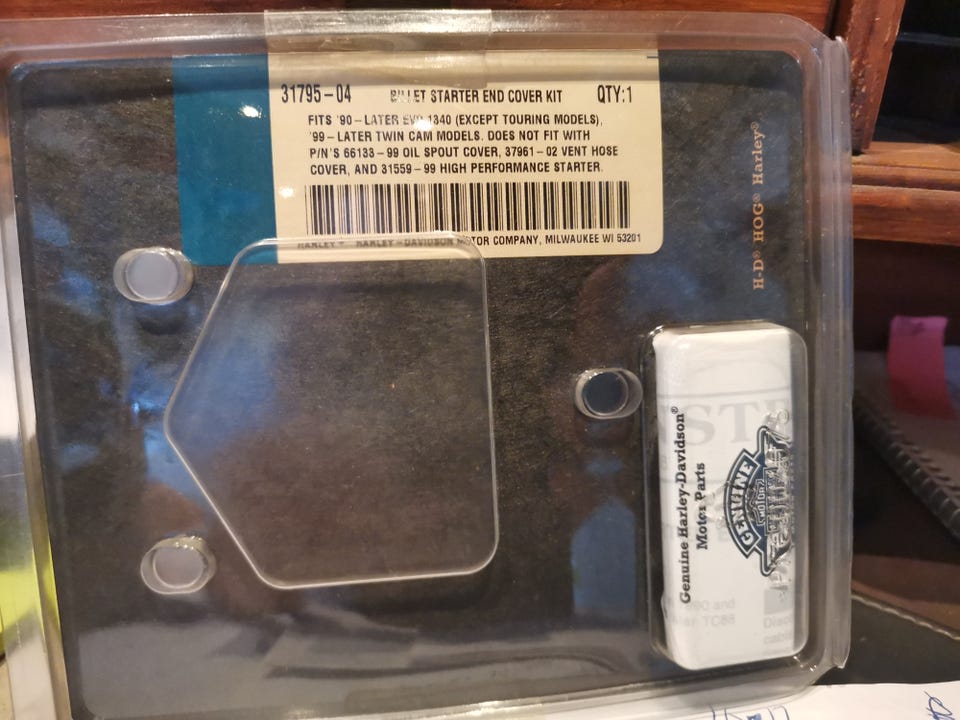 31795-04 BILLET STARTER END COVER KIT QTY:1
FITS '90-LATER EVO 1340 (EXCEPT TOURING MODELS),
'99-LATER TWIN CAM MODELS. DOES NOT FIT WITH
P/N'S 66133-99 OIL SPOUT COVER, 37961-02 VENT HOSE
COVER, AND 31559-99 HIGH PERFORMANCE STARTER.
HARLEY-DAVIDSON MOTOR COMPANY, MILWAUKEE WI 53201
H-D® HOG® Harley®
Genuine Harley-Davidson®
Motor Parts
GENUINE
MOTOR